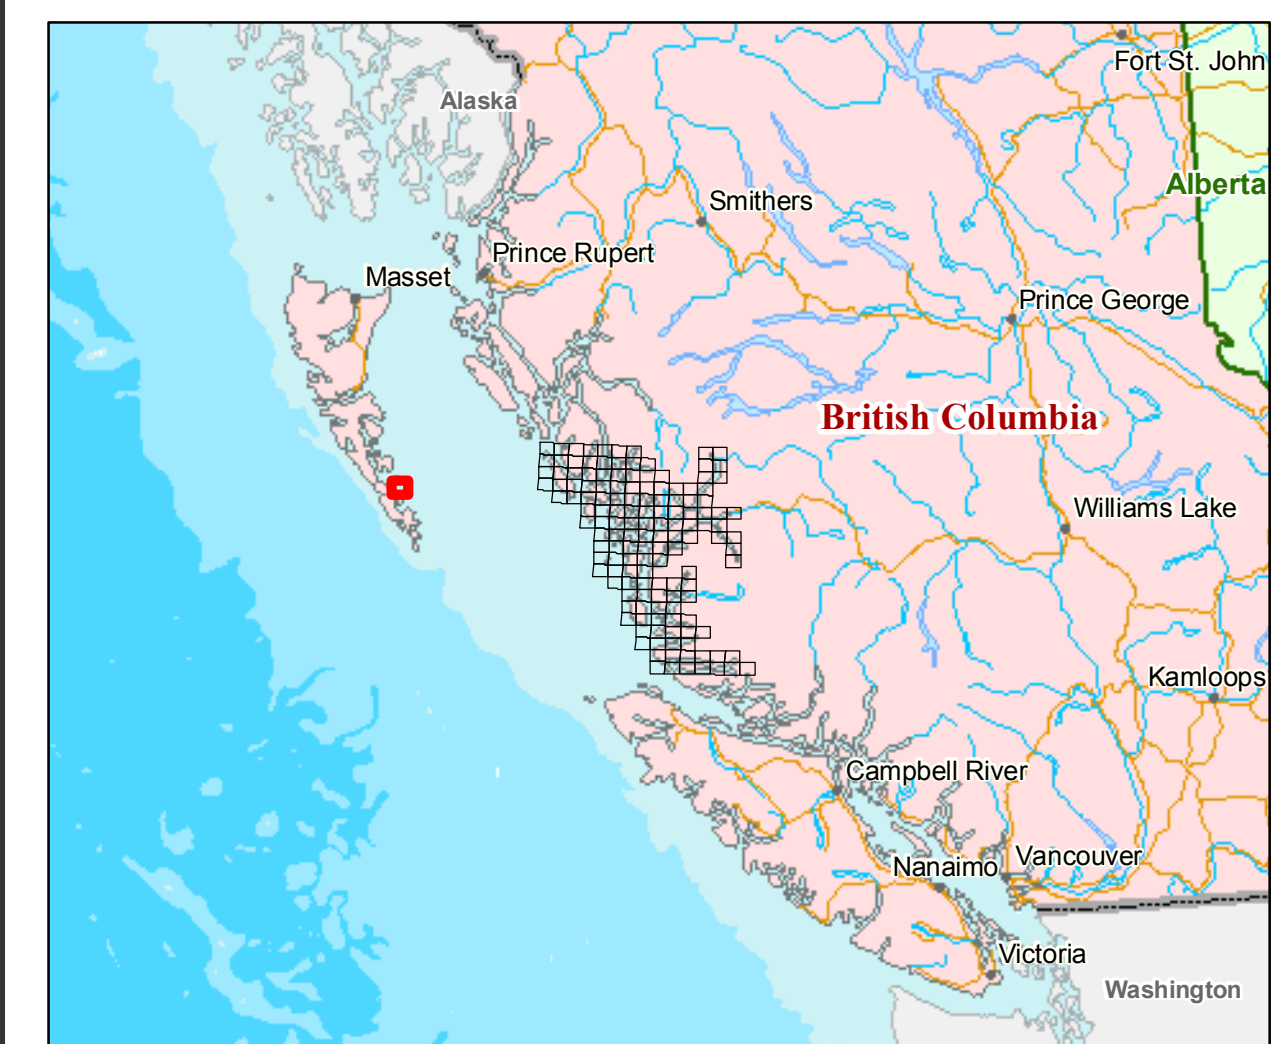 Fort St. John
Alaska
Alberta
Smithers
Prince Rupert
Masset
Prince George
British Columbia
Williams Lake
Kamloops
Campbell River
Vancouver
Nanaimo
Victoria
Washington